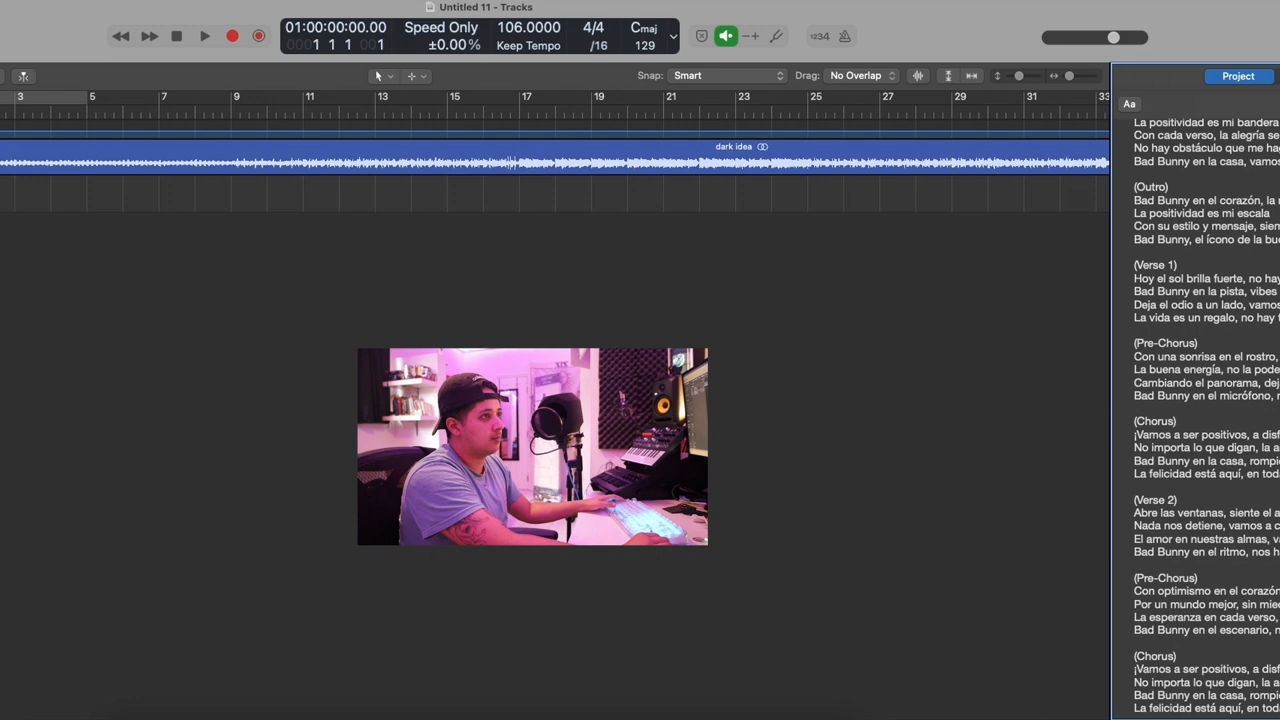 Untitled 11 - Tracks
01:00:00:00.00
0001 1 1 001
Speed Only
±0.00%
106.0000
Keep Tempo
4/4
/16
Cmaj
129
1234
Snap: Smart
Drag: No Overlap
Project
3 5 7 9 11 13 15 17 19 21 23 25 27 29 31 33
Aa
dark idea
La positividad es mi bandera
Con cada verso, la alegría se
No hay obstáculo que me ha
Bad Bunny en la casa, vamos
(Outro)
Bad Bunny en el corazón, la
La positividad es mi escala
Con su estilo y mensaje, siem
Bad Bunny, el ícono de la bu
(Verse 1)
Hoy el sol brilla fuerte, no hay
Bad Bunny en la pista, vibes
Deja el odio a un lado, vamos
La vida es un regalo, no hay
(Pre-Chorus)
Con una sonrisa en el rostro,
La buena energía, no la pode
Cambiando el panorama, dej
Bad Bunny en el micrófono,
(Chorus)
¡Vamos a ser positivos, a disf
No importa lo que digan, la a
Bad Bunny en la casa, rompi
La felicidad está aquí, en tod
(Verse 2)
Abre las ventanas, siente el a
Nada nos detiene, vamos a c
El amor en nuestras almas, v
Bad Bunny en el ritmo, nos h
(Pre-Chorus)
Con optimismo en el corazón
Por un mundo mejor, sin mie
La esperanza en cada verso,
Bad Bunny en el escenario,
(Chorus)
¡Vamos a ser positivos, a disf
No importa lo que digan, la a
Bad Bunny en la casa, rompi
La felicidad está aquí, en tod